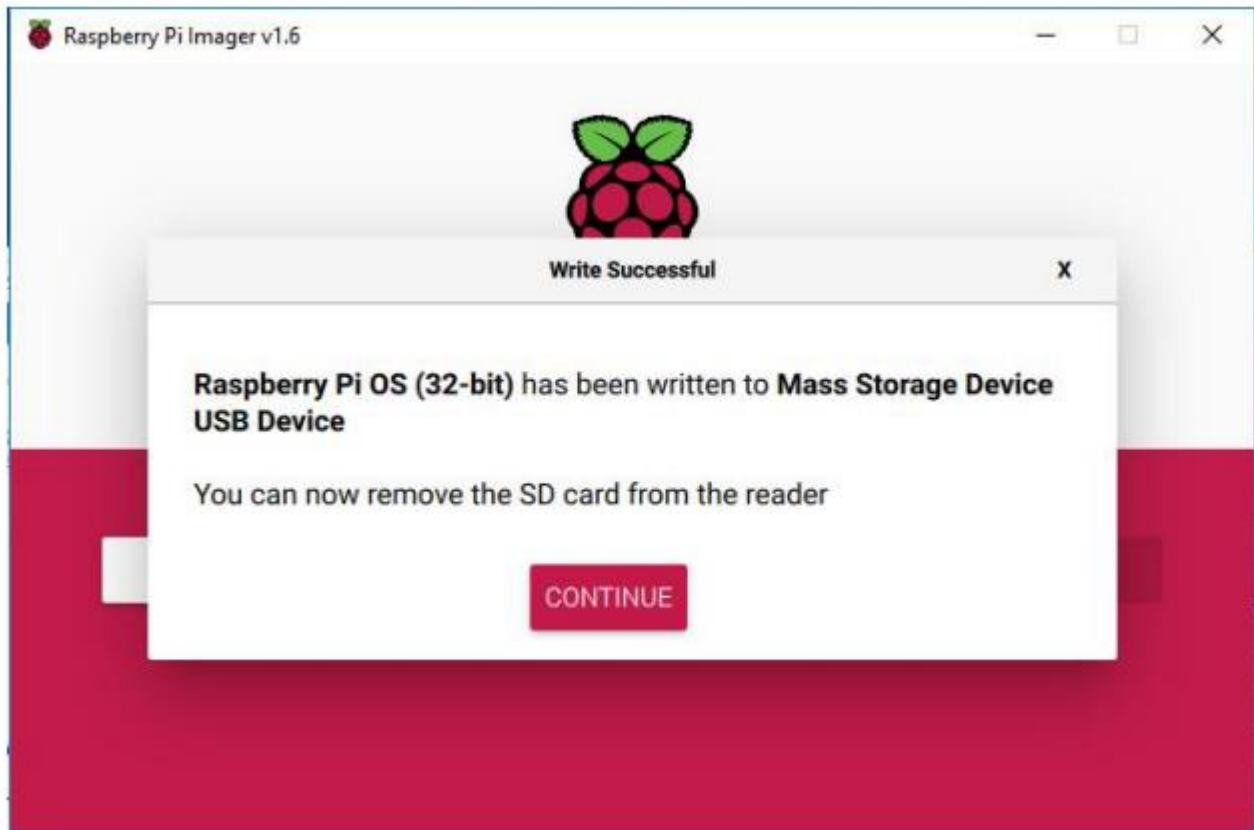 Raspberry Pi Imager v1.6
Write Successful
X
Raspberry Pi OS (32-bit) has been written to Mass Storage Device
USB Device
You can now remove the SD card from the reader
CONTINUE